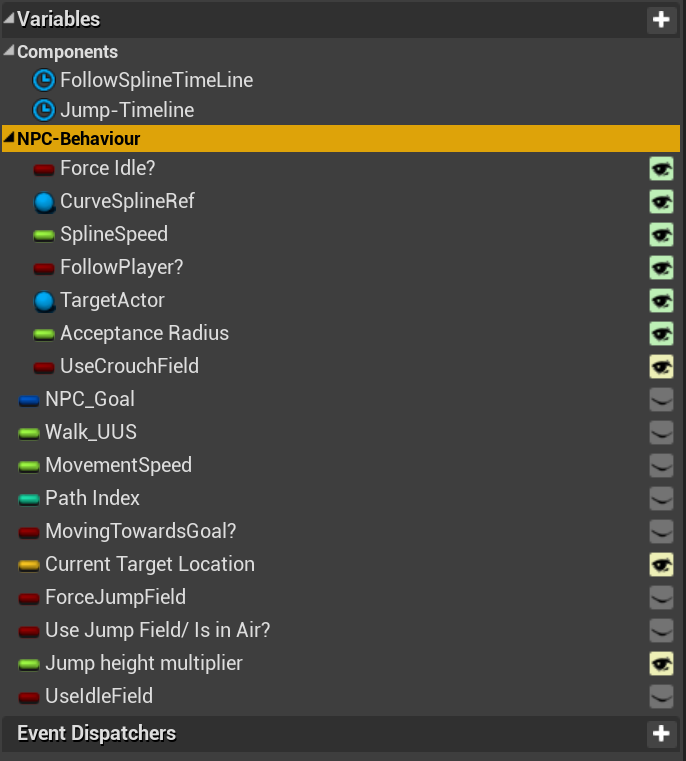 Variables
Components
FollowSplineTimeLine
Jump-Timeline
NPC-Behaviour
Force Idle?
CurveSplineRef
SplineSpeed
FollowPlayer?
TargetActor
Acceptance Radius
UseCrouchField
NPC_Goal
Walk_UUS
MovementSpeed
Path Index
MovingTowardsGoal?
Current Target Location
ForceJumpField
Use Jump Field/ Is in Air?
Jump height multiplier
UseIdleField
Event Dispatchers